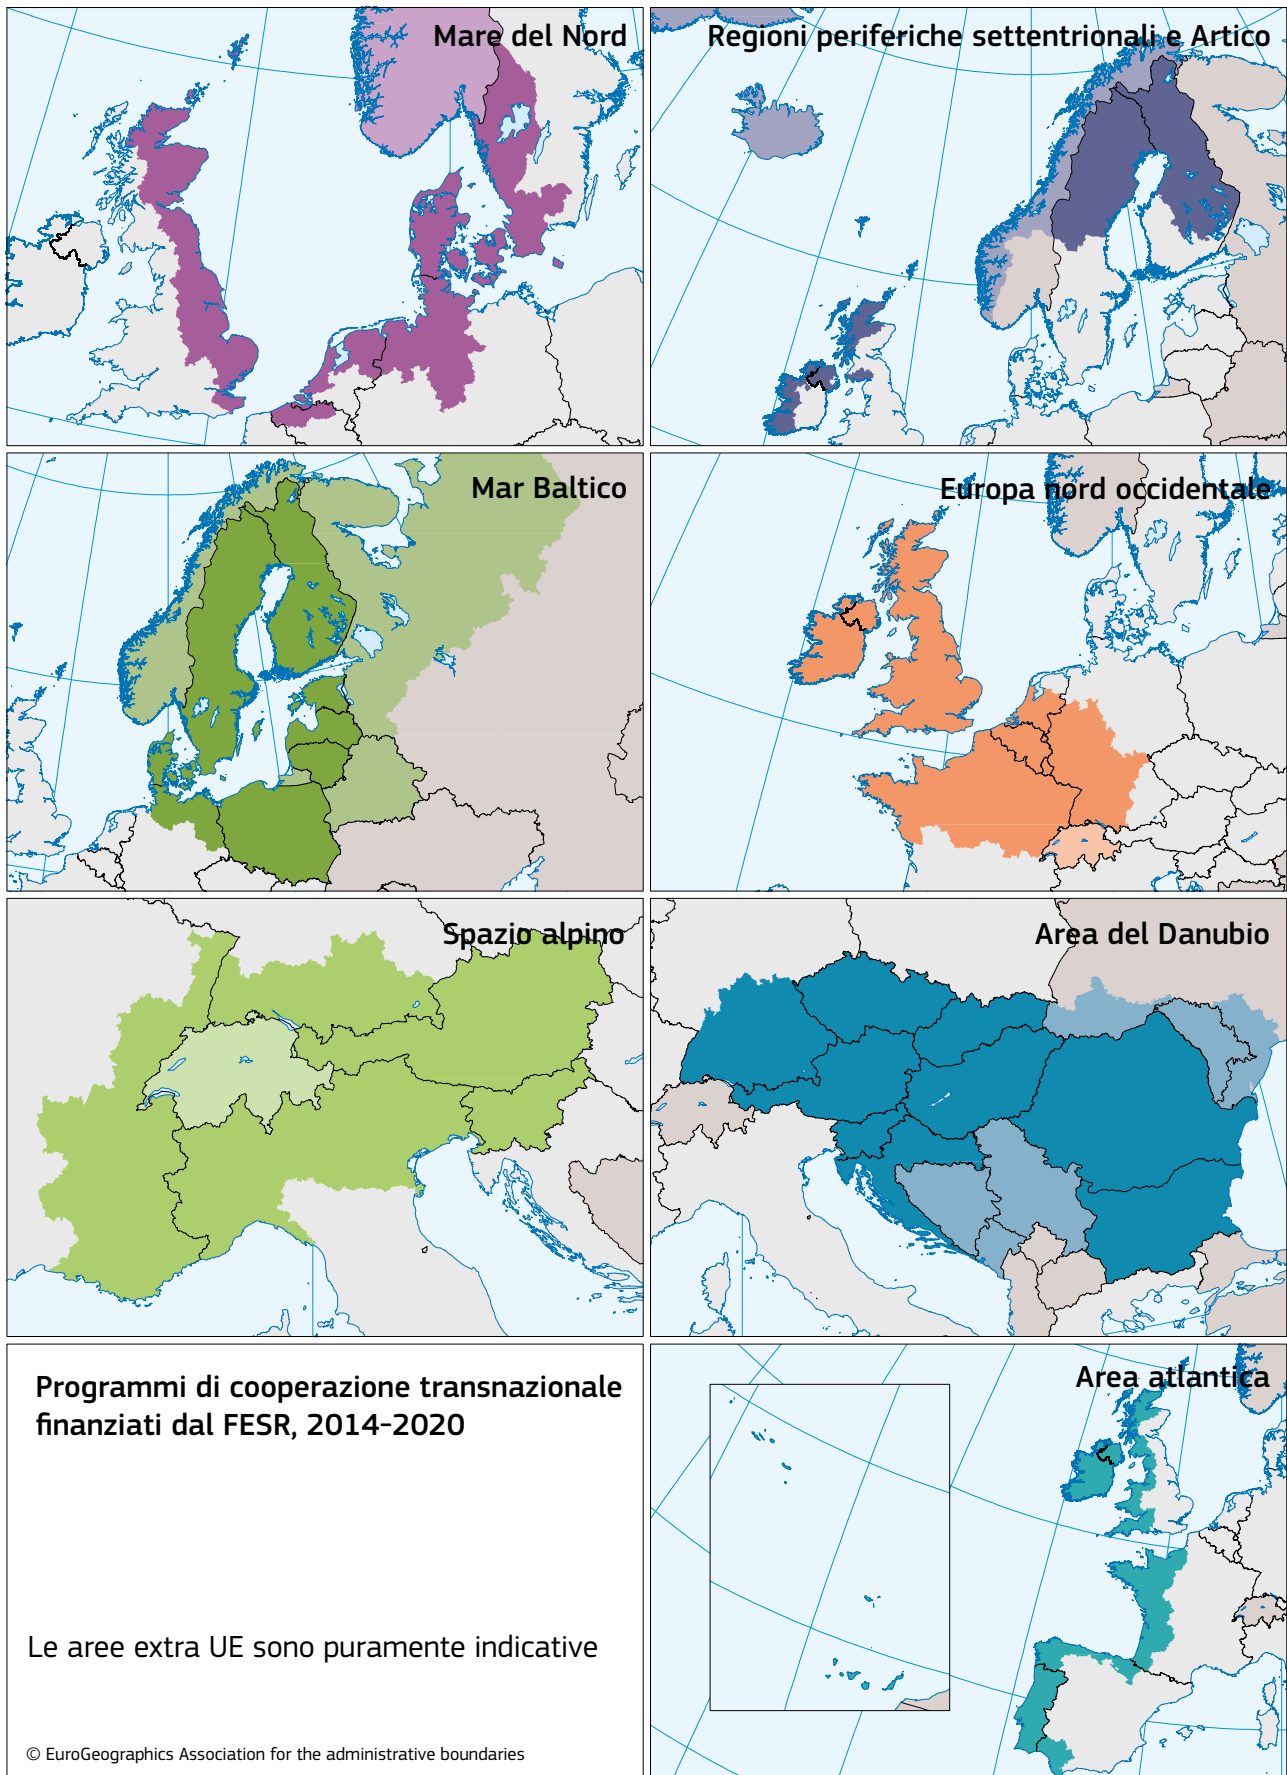 Mare del Nord
Regioni periferiche settentrionali e Artico
Mar Baltico
Europa nord occidentale
Spazio alpino
Area del Danubio
Programmi di cooperazione transnazionale
finanziati dal FESR, 2014-2020
Le aree extra UE sono puramente indicative
© EuroGeographics Association for the administrative boundaries
Area atlantica